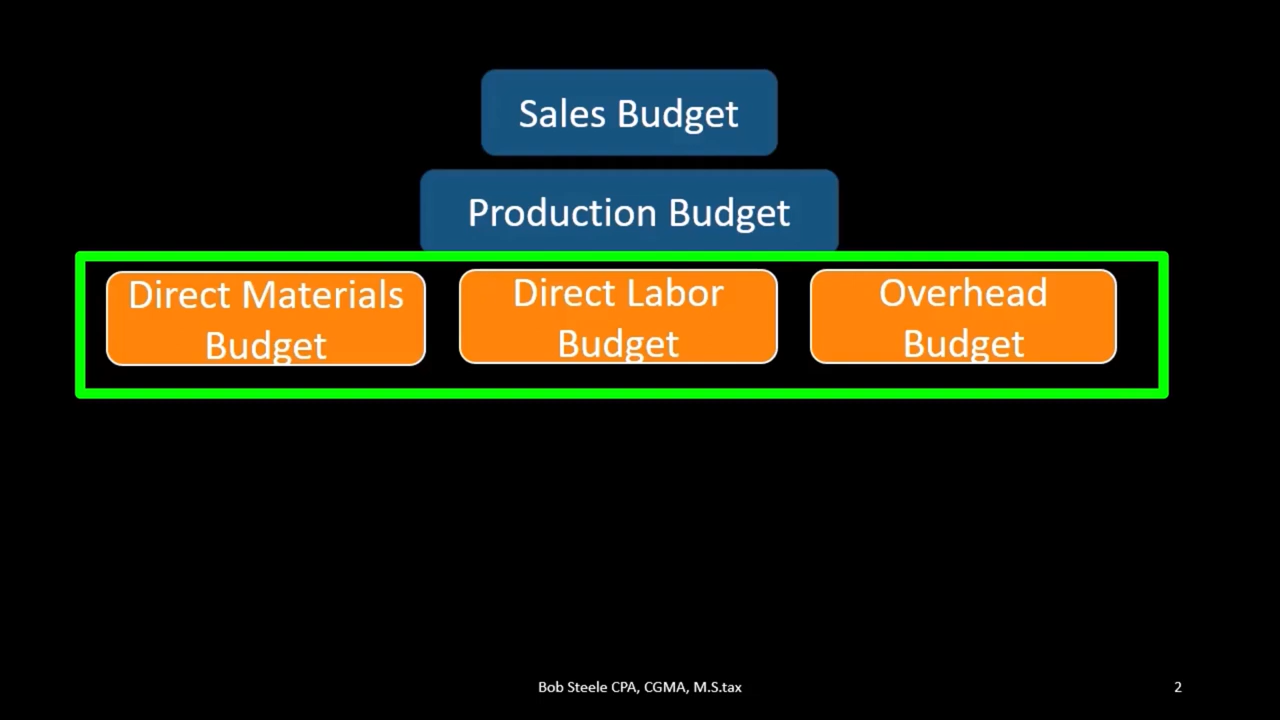 Sales Budget
Production Budget
Direct Materials
Budget
Direct Labor
Budget
Overhead
Budget
Bob Steele CPA, CGMA, M.S.tax
2